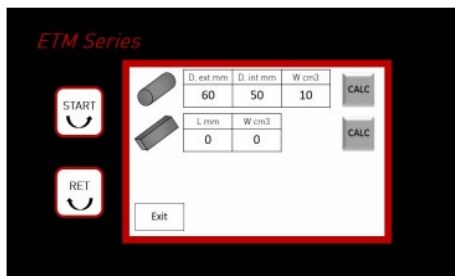 ETM Series
START
RET
D. ext mm D. int mm W cm3
60 50 10
CALC
L mm W cm3
0 0
CALC
Exit